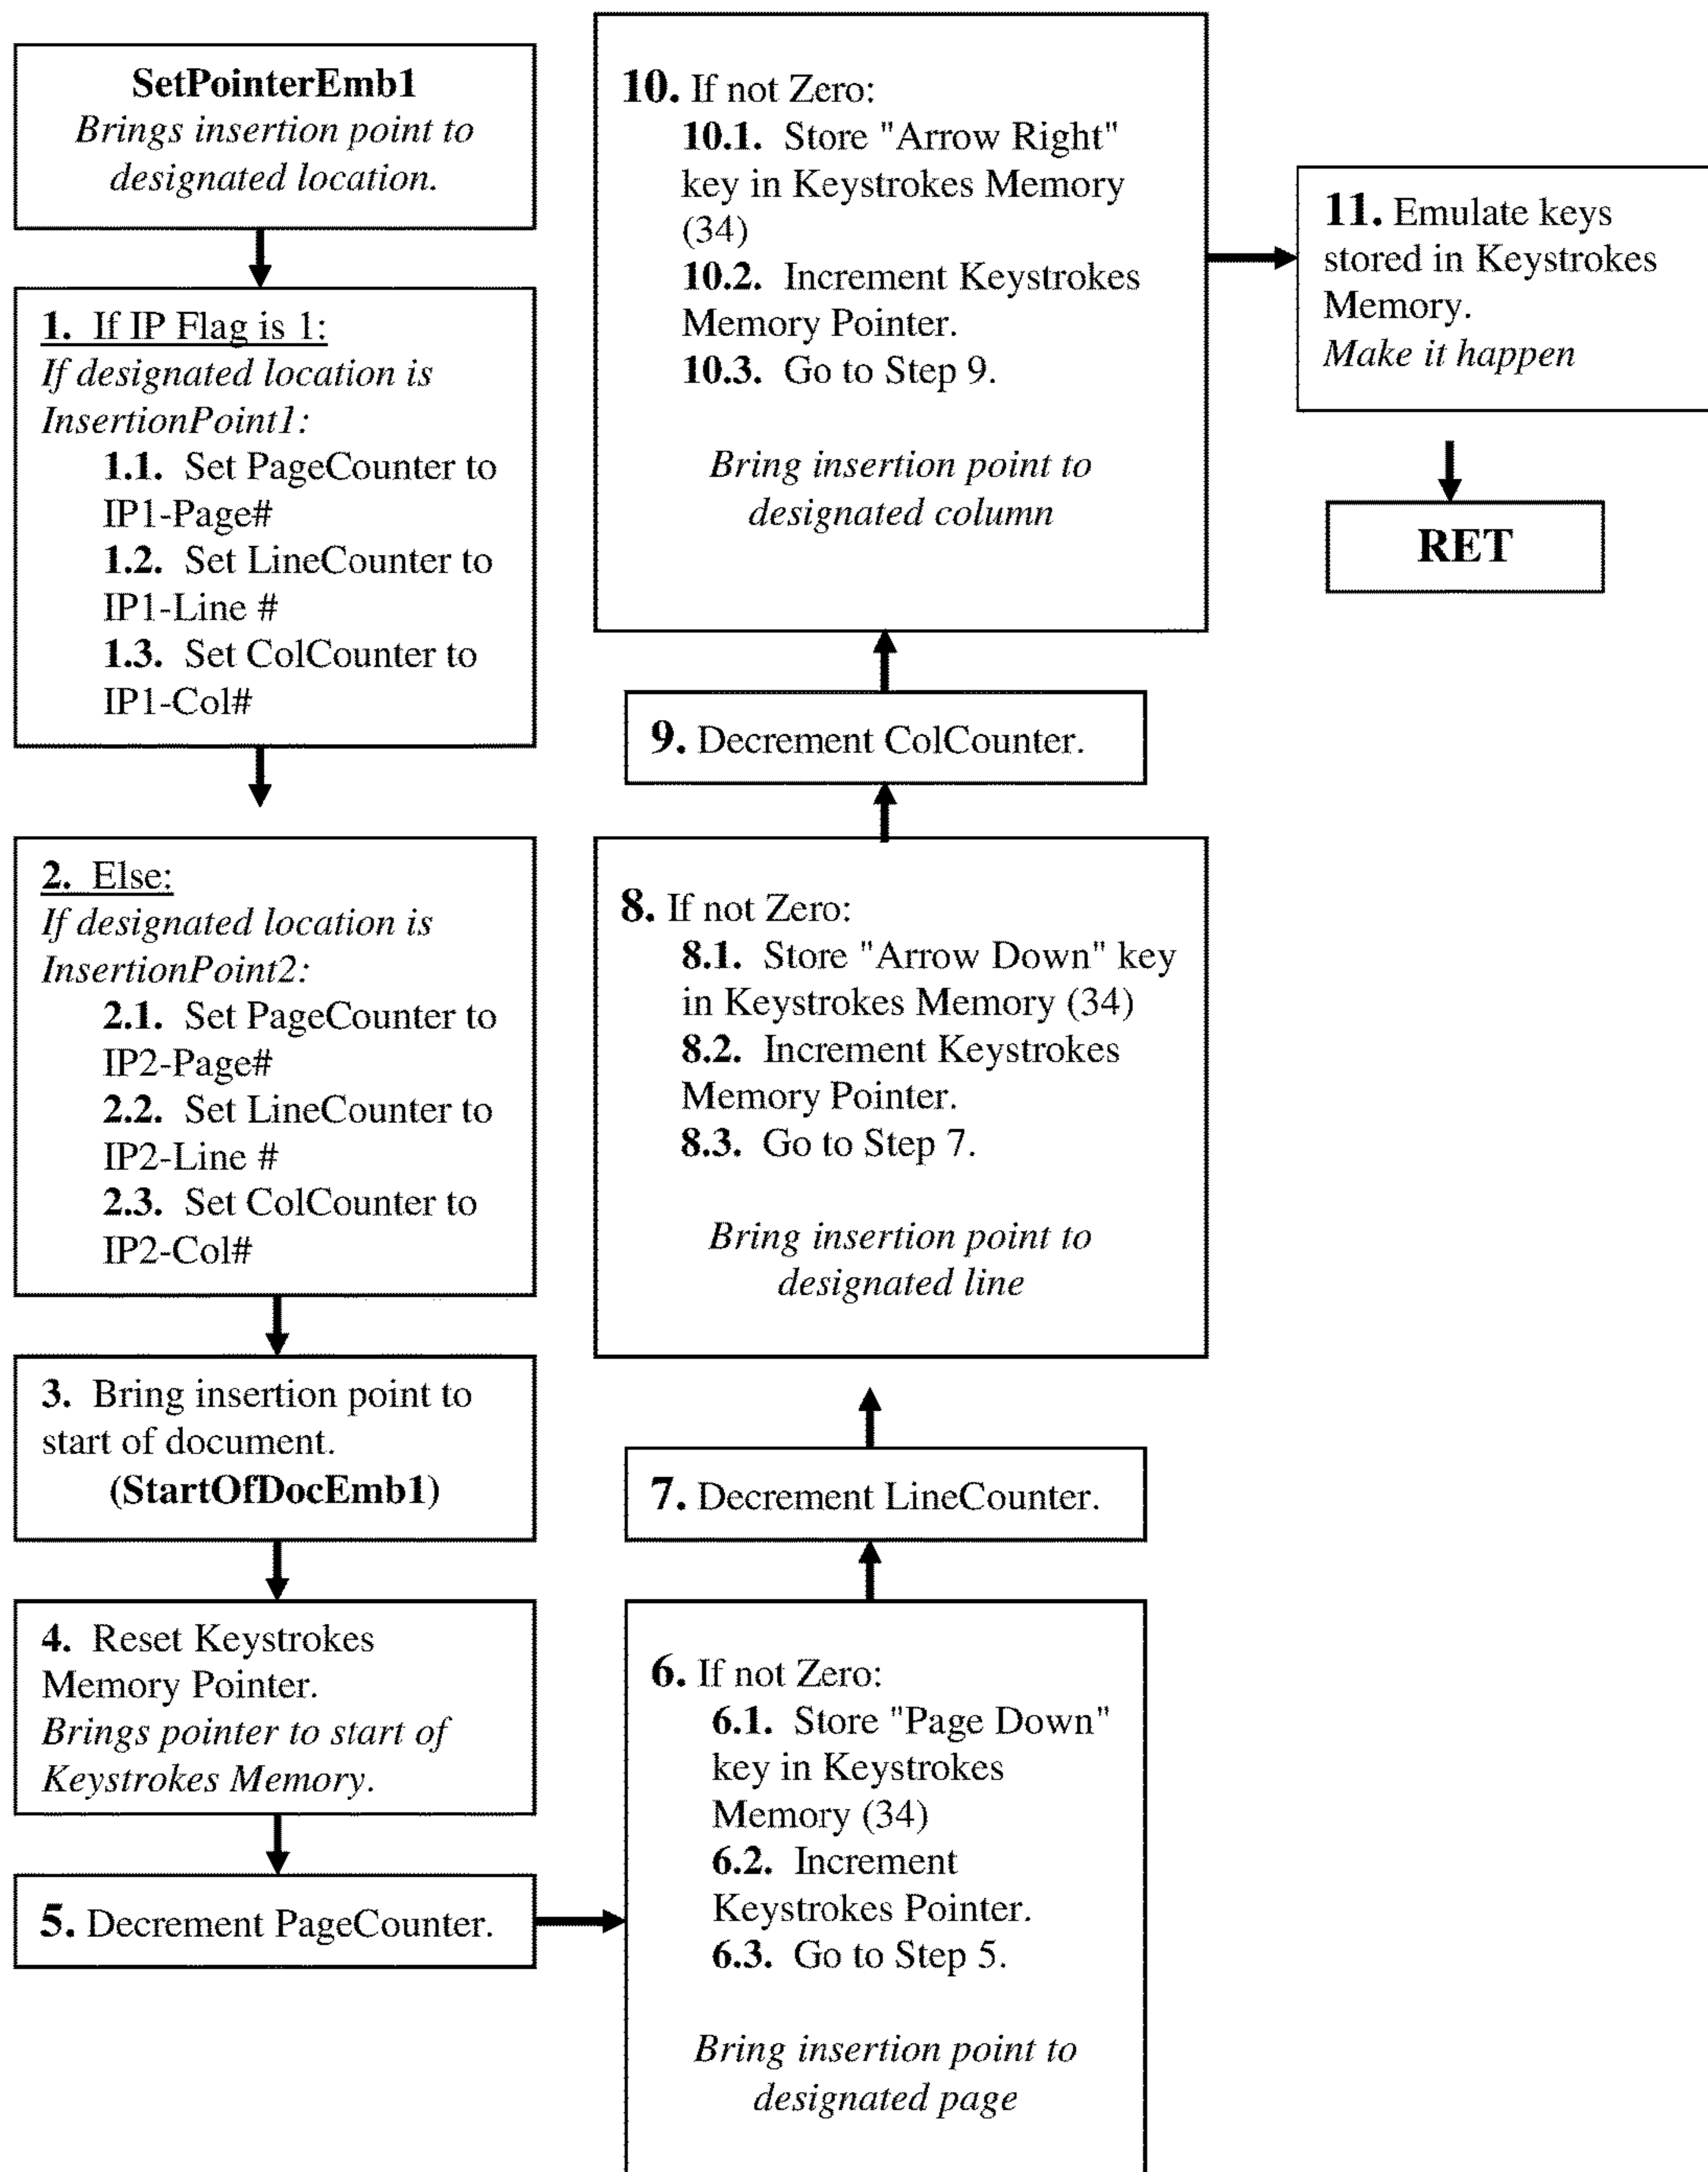 SetPointerEmb1
Brings insertion point to
designated location.
1. If IP Flag is 1:
If designated location is
InsertionPoint1:
1.1. Set PageCounter to
IP1-Page#
1.2. Set LineCounter to
IP1-Line #
1.3. Set ColCounter to
IP1-Col#
2. Else:
If designated location is
InsertionPoint2:
2.1. Set PageCounter to
IP2-Page#
2.2. Set LineCounter to
IP2-Line #
2.3. Set ColCounter to
IP2-Col#
3. Bring insertion point to
start of document.
(StartOfDocEmb1)
4. Reset Keystrokes
Memory Pointer.
Brings pointer to start of
Keystrokes Memory.
5. Decrement PageCounter.
6. If not Zero:
6.1. Store "Page Down"
key in Keystrokes
Memory (34)
6.2. Increment
Keystrokes Pointer.
6.3. Go to Step 5.
Bring insertion point to
designated page
7. Decrement LineCounter.
8. If not Zero:
8.1. Store "Arrow Down" key
in Keystrokes Memory (34)
8.2. Increment Keystrokes
Memory Pointer.
8.3. Go to Step 7.
Bring insertion point to
designated line
9. Decrement ColCounter.
10. If not Zero:
10.1. Store "Arrow Right"
key in Keystrokes Memory
(34)
10.2. Increment Keystrokes
Memory Pointer.
10.3. Go to Step 9.
Bring insertion point to
designated column
11. Emulate keys
stored in Keystrokes
Memory.
Make it happen
RET